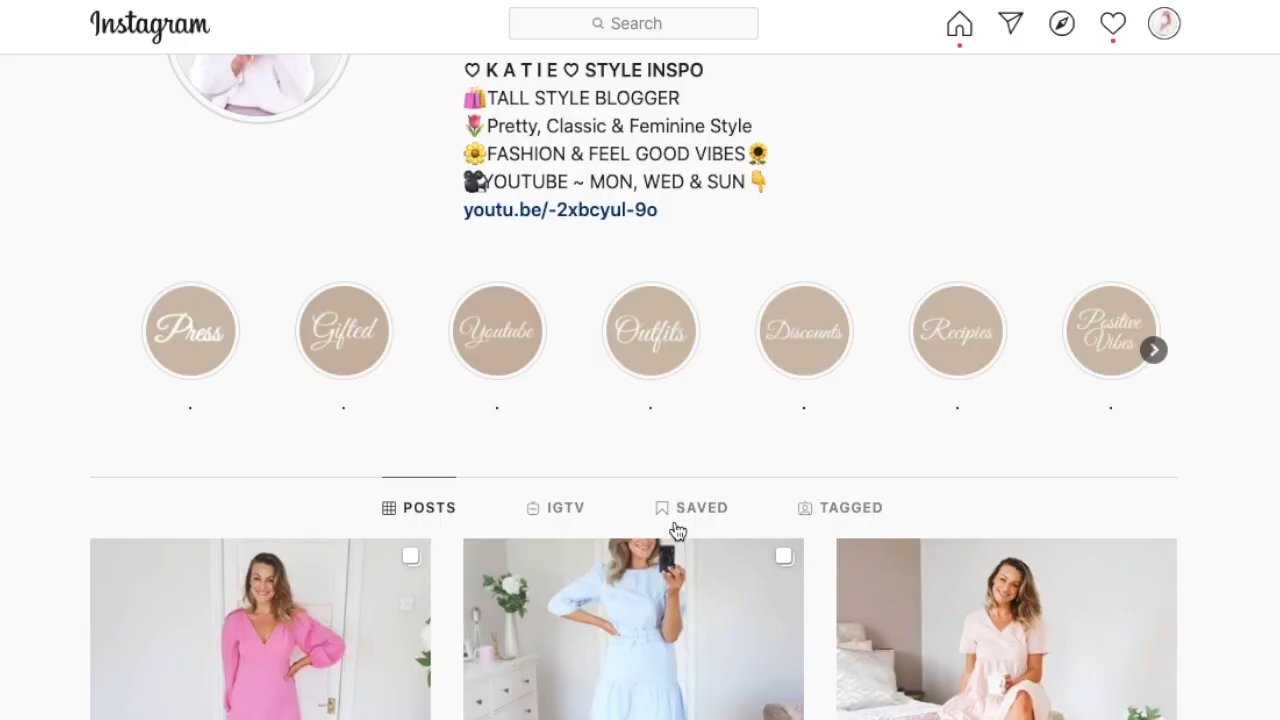 Instagram
Search
♡ K A T I E ♡ STYLE INSPO
🛍️TALL STYLE BLOGGER
🌷Pretty, Classic & Feminine Style
🌼FASHION & FEEL GOOD VIBES🌻
🎥YOUTUBE ~ MON, WED & SUN 👇
youtu.be/-2xbcyul-9o
Press
Gifted
Youtube
Outfits
Discounts
Recipies
Positive
Vibes
. . . . . . .
POSTS
IGTV
SAVED
TAGGED